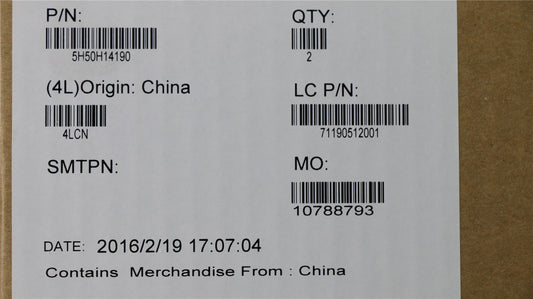 P/N:
5H50H14190
QTY:
2
(4L)Origin: China
4LCN
LC P/N:
71190512001
SMTPN:
MO:
10788793
DATE: 2016/2/19 17:07:04
Contains Merchandise From : China